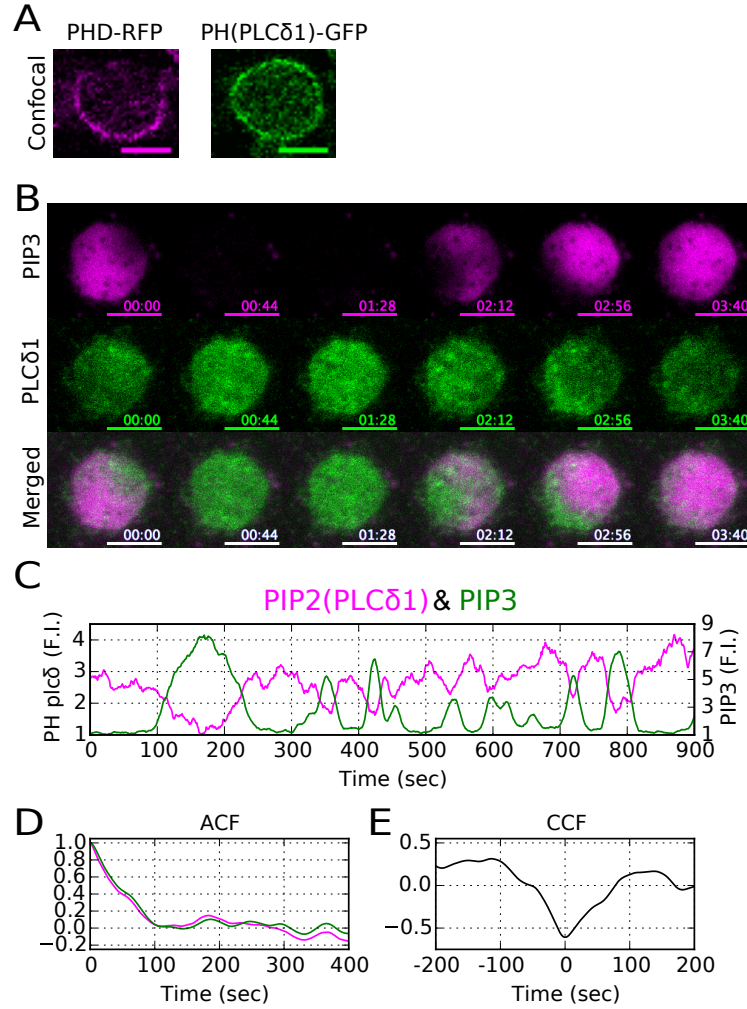 A
PHD-RFP PH(PLCδ1)-GFP
Confocal
B
PIP3
00:00 00:44 01:28 02:12 02:56 03:40
PLCδ1
00:00 00:44 01:28 02:12 02:56 03:40
Merged
00:00 00:44 01:28 02:12 02:56 03:40
C
PIP2(PLCδ1) & PIP3
PH plcδ (F.I.)
4
3
2
1
PIP3 (F.I.)
9
7
5
3
1
0 100 200 300 400 500 600 700 800 900
Time (sec)
D
ACF
1.0
0.8
0.6
0.4
0.2
0.0
−0.2
0 100 200 300 400
Time (sec)
E
CCF
0.5
0.0
−0.5
-200 -100 0 100 200
Time (sec)